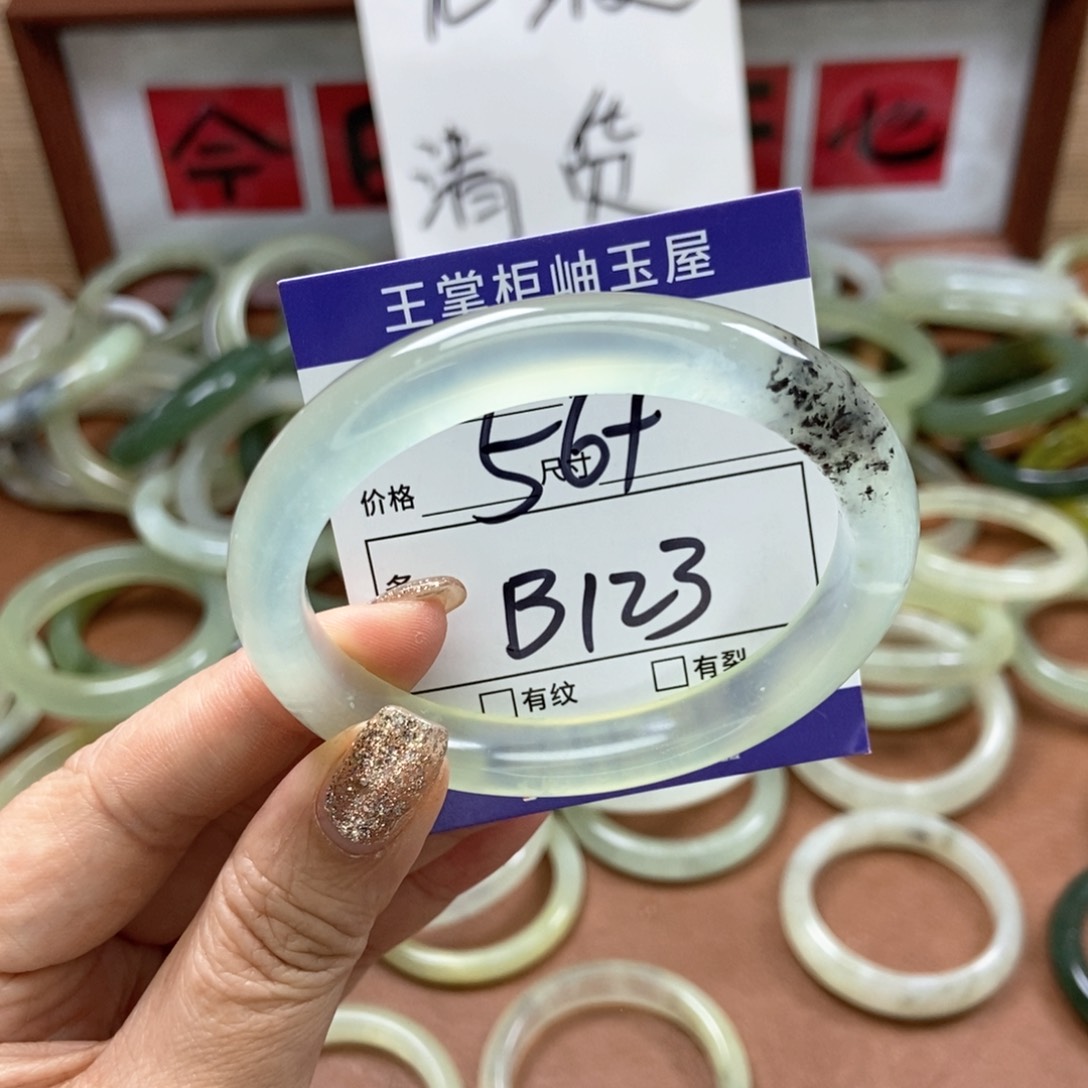 清货
今日 心
王掌柜岫玉屋
56+
价格 尺寸
B123
有纹 有裂